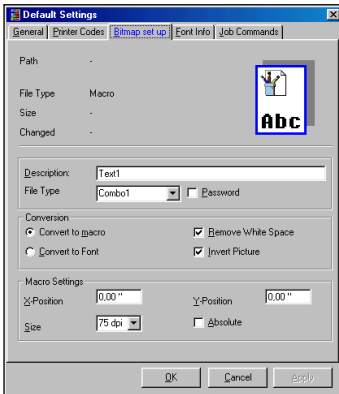 Default Settings
General Printer Codes Bitmap set up Font Info Job Commands
Path -
File Type Macro
Size -
Changed -
Abc
Description: Text1
File Type Combo1 Password
Conversion
Convert to macro Remove White Space
Convert to Font Invert Picture
Macro Settings
X-Position 0,00 " Y-Position 0,00 "
Size 75 dpi Absolute
OK Cancel Apply